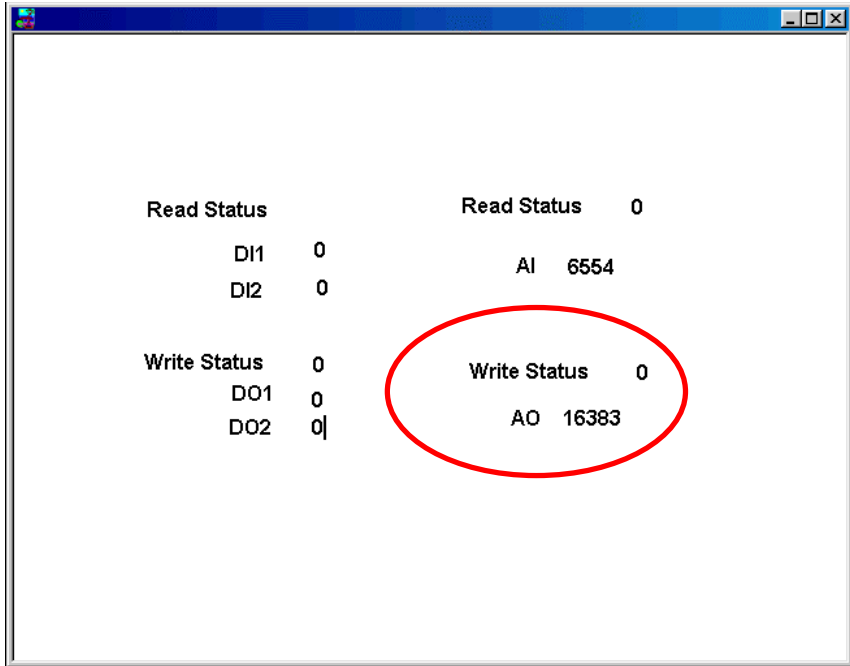 Read Status
DI1 0
DI2 0
Read Status 0
AI 6554
Write Status 0
DO1 0
DO2 0
Write Status 0
AO 16383